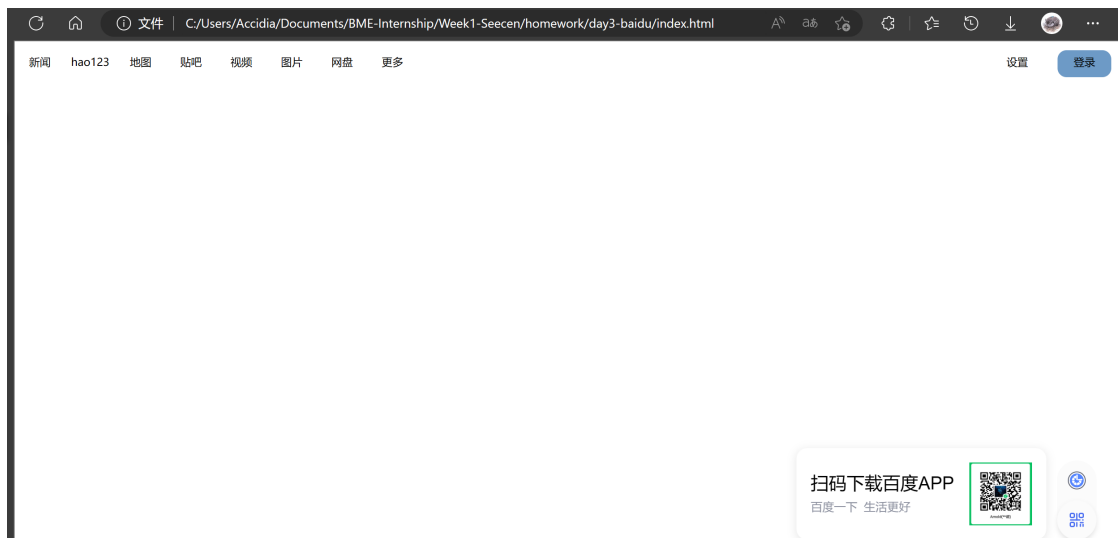 文件 C:/Users/Accidia/Documents/BME-Internship/Week1-Seecen/homework/day3-baidu/index.html
新闻 hao123 地图 贴吧 视频 图片 网盘 更多 设置 登录
扫码下载百度APP
百度一下 生活更好